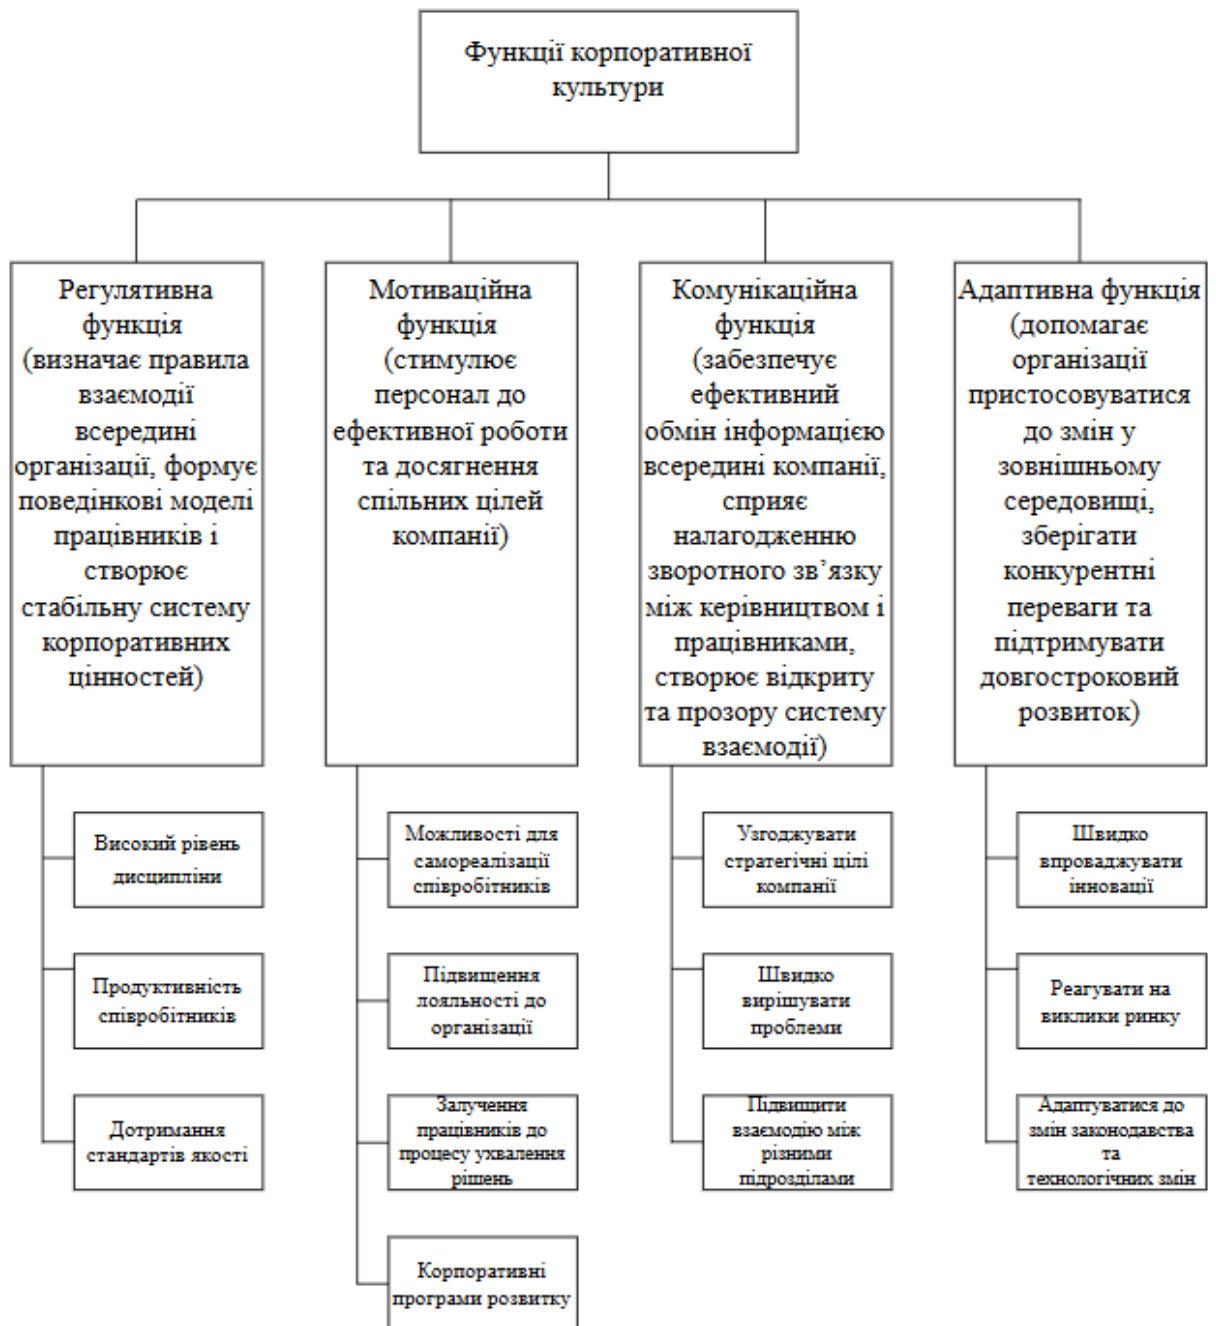 Функції корпоративної
культури
Регулятивна
функція
(визначає правила
взаємодії
всередині
організації, формує
поведінкові моделі
працівників і
створює
стабільну систему
корпоративних
цінностей)
Високий рівень
дисципліни
Продуктивність
співробітників
Дотримання
стандартів якості
Мотиваційна
функція
(стимулює
персонал до
ефективної роботи
та досягнення
спільних цілей
компанії)
Можливості для
самореалізації
співробітників
Підвищення
лояльності до
організації
Залучення
працівників до
процесу ухвалення
рішень
Корпоративні
програми розвитку
Комунікаційна
функція
(забезпечує
ефективний
обмін інформацією
всередині компанії,
сприяє
налагодженню
зворотного зв’язку
між керівництвом і
працівниками,
створює відкриту
та прозору систему
взаємодії)
Узгоджувати
стратегічні цілі
компанії
Швидко
вирішувати
проблеми
Підвищити
взаємодію між
різними
підрозділами
Адаптивна функція
(допомагає
організації
пристосовуватися
до змін у
зовнішньому
середовищі,
зберігати
конкурентні
переваги та
підтримувати
довгостроковий
розвиток)
Швидко
впроваджувати
інновації
Реагувати на
виклики ринку
Адаптуватися до
змін законодавства
та
технологічних змін